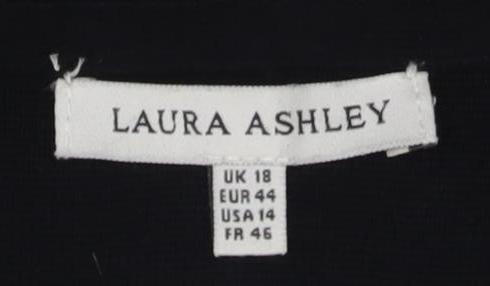 LAURA ASHLEY
UK 18
EUR 44
USA 14
FR 46